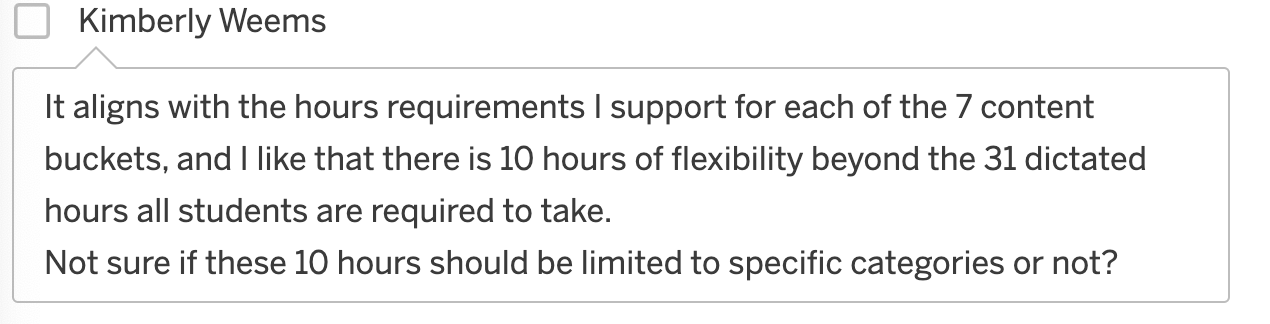 Kimberly Weems
It aligns with the hours requirements I support for each of the 7 content
buckets, and I like that there is 10 hours of flexibility beyond the 31 dictated
hours all students are required to take.
Not sure if these 10 hours should be limited to specific categories or not?